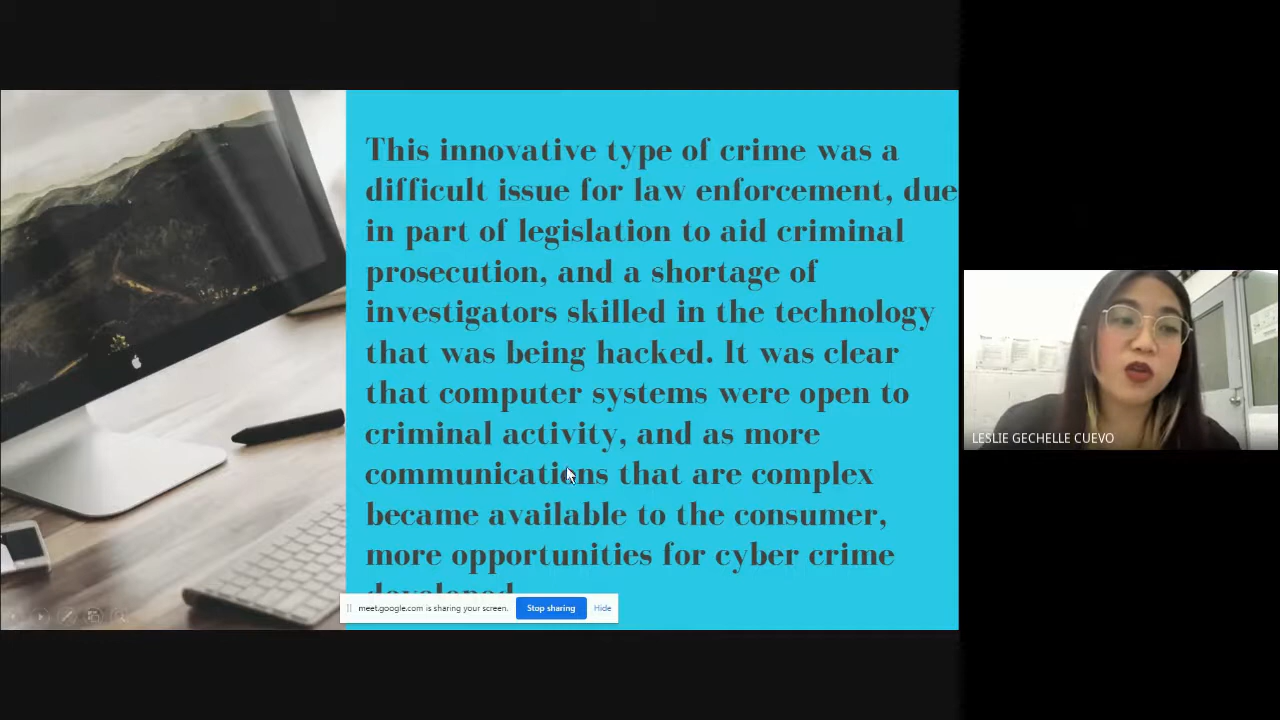 This innovative type of crime was a
difficult issue for law enforcement, due
in part of legislation to aid criminal
prosecution, and a shortage of
investigators skilled in the technology
that was being hacked. It was clear
that computer systems were open to
criminal activity, and as more
communications that are complex
became available to the consumer,
more opportunities for cyber crime
developed
meet.google.com is sharing your screen. Stop sharing Hide
LESLIE GECHELLE CUEVO